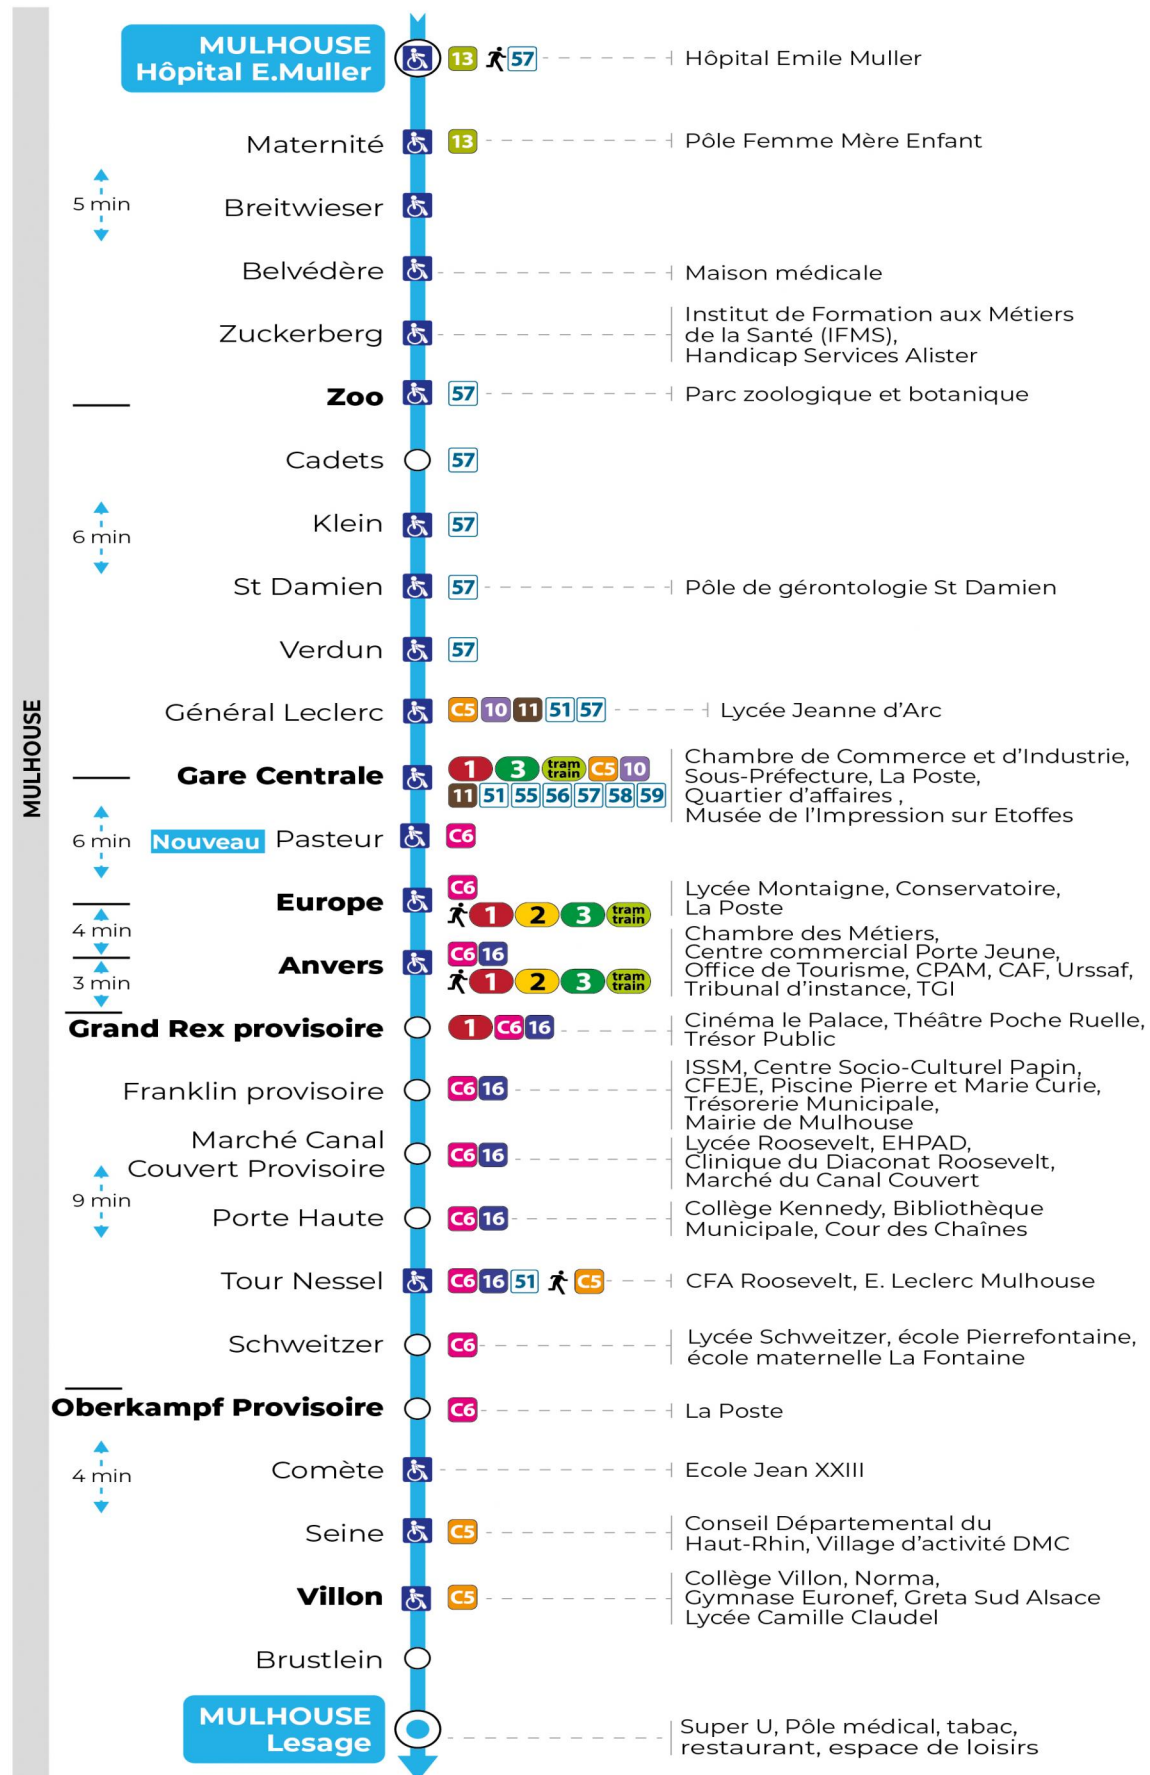 MULHOUSE
MULHOUSE
Hôpital E.Muller
13 57
Hôpital Emile Muller
Maternité
13
Pôle Femme Mère Enfant
5 min
Breitwieser
Belvédère
Maison médicale
Zuckerberg
Institut de Formation aux Métiers
de la Santé (IFMS),
Handicap Services Alister
Zoo
57
Parc zoologique et botanique
Cadets
57
6 min
Klein
57
St Damien
57
Pôle de gérontologie St Damien
Verdun
57
Général Leclerc
C5 10 11 51 57
Lycée Jeanne d’Arc
Gare Centrale
1 3 tram train C5 10
11 51 55 56 57 58 59
Chambre de Commerce et d’Industrie,
Sous-Préfecture, La Poste,
Quartier d’affaires ,
Musée de l’Impression sur Etoffes
6 min
Nouveau Pasteur
C6
Europe
C6
1 2 3 tram train
Lycée Montaigne, Conservatoire,
La Poste
4 min
Anvers
C6 16
1 2 3 tram train
Chambre des Métiers,
Centre commercial Porte Jeune,
Office de Tourisme, CPAM, CAF, Urssaf,
Tribunal d’instance, TGI
3 min
Grand Rex provisoire
1 C6 16
Cinéma le Palace, Théâtre Poche Ruelle,
Trésor Public
Franklin provisoire
C6 16
ISSM, Centre Socio-Culturel Papin,
CFEJE, Piscine Pierre et Marie Curie,
Trésorerie Municipale,
Mairie de Mulhouse
Marché Canal
Couvert Provisoire
C6 16
Lycée Roosevelt, EHPAD,
Clinique du Diaconat Roosevelt,
Marché du Canal Couvert
9 min
Porte Haute
C6 16
Collège Kennedy, Bibliothèque
Municipale, Cour des Chaînes
Tour Nessel
C6 16 51 C5
CFA Roosevelt, E. Leclerc Mulhouse
Schweitzer
C6
Lycée Schweitzer, école Pierrefontaine,
école maternelle La Fontaine
Oberkampf Provisoire
C6
La Poste
4 min
Comète
Ecole Jean XXIII
Seine
C5
Conseil Départemental du
Haut-Rhin, Village d’activité DMC
Villon
C5
Collège Villon, Norma,
Gymnase Euronef, Greta Sud Alsace
Lycée Camille Claudel
Brustlein
MULHOUSE
Lesage
Super U, Pôle médical, tabac,
restaurant, espace de loisirs